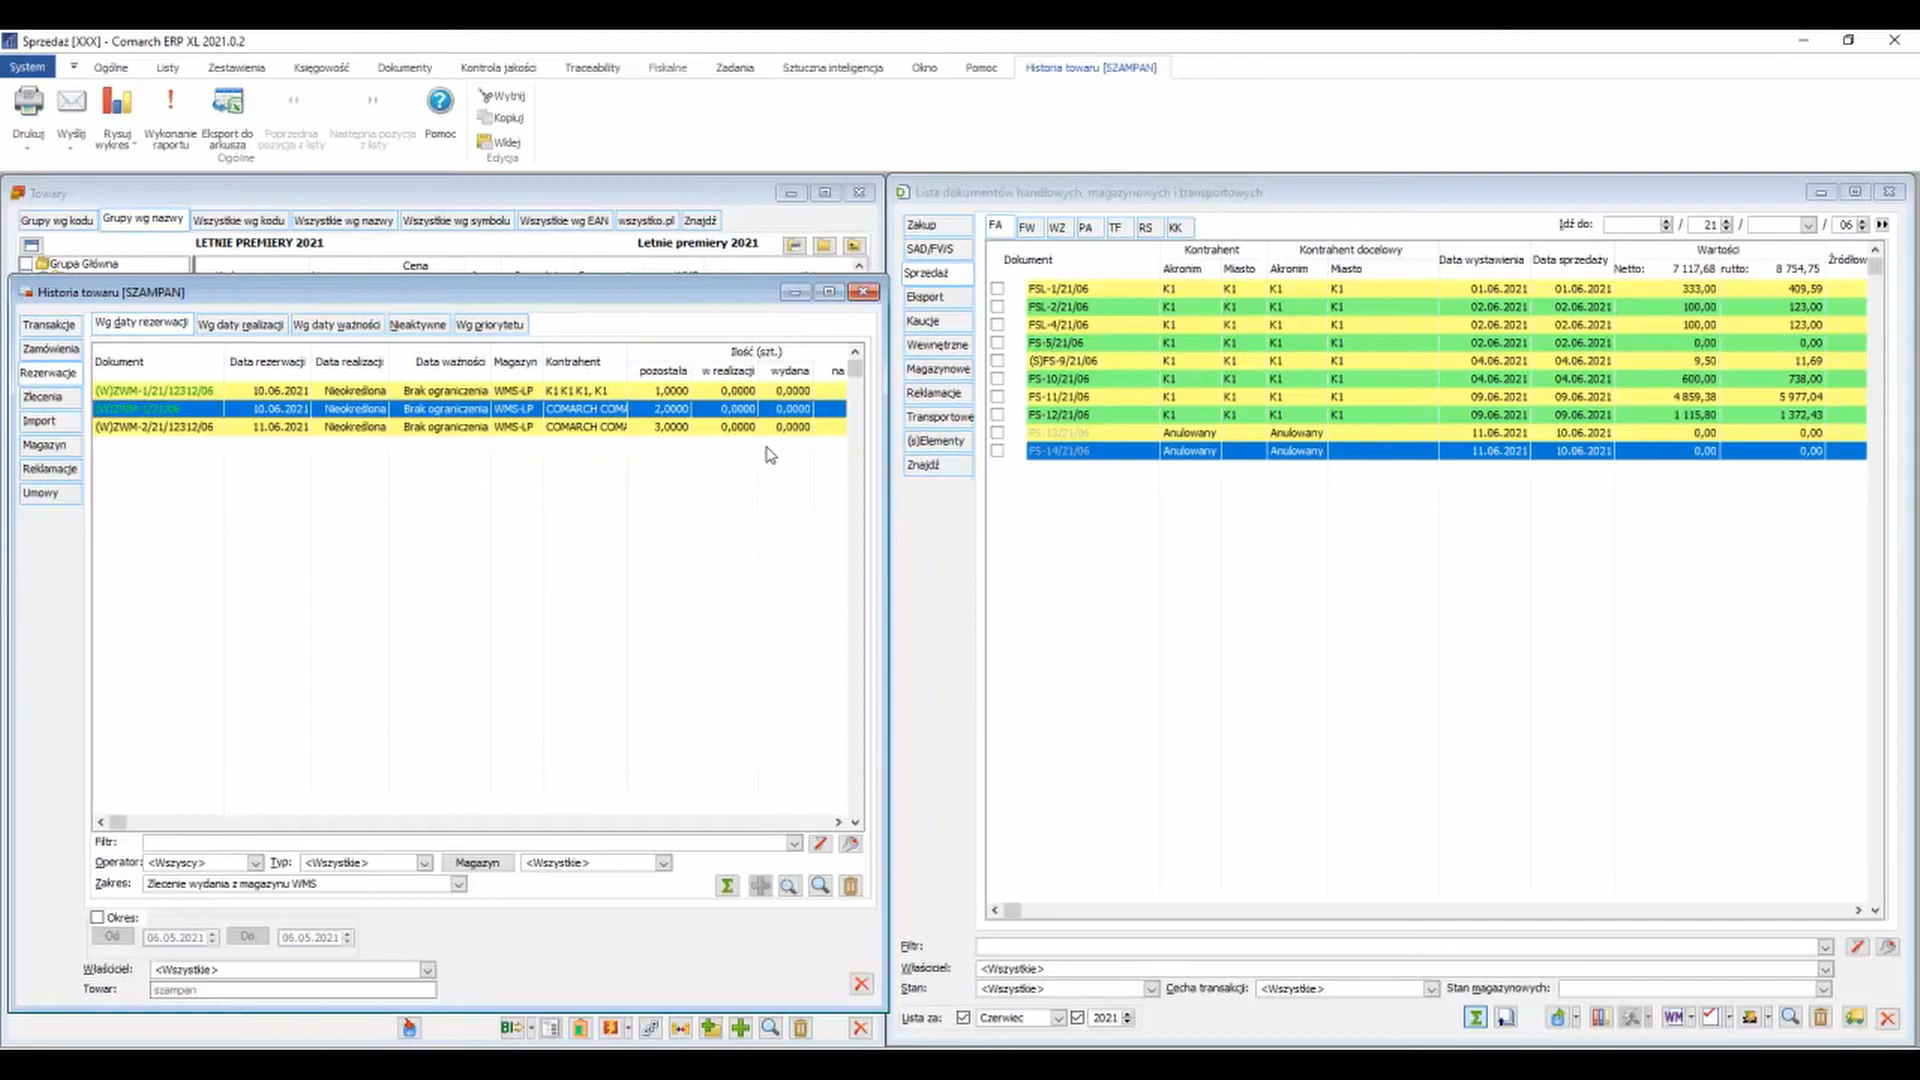 Sprzedaż [XXX] - Comarch ERP XL 2021.0.2
System Ogólne Listy Zestawienia Księgowość Dokumenty Kontrola jakości Traceability Fiskalne Zadania Sztuczna inteligencja Okno Pomoc Historia towaru [SZAMPAN]
Drukuj Wyślij Rysuj wykres Wykonanie raportu Eksport do arkusza Poprzednia pozycja z listy Następna pozycja z listy Pomoc
Wytnij
Kopiuj
Wklej
Ogólne Edycja
Towary
Grupy wg kodu Grupy wg nazwy Wszystkie wg kodu Wszystkie wg nazwy Wszystkie wg symbolu Wszystkie wg EAN wszystko.pl Znajdź
LETNIE PREMIERY 2021 Letnie premiery 2021
Grupa Główna Cena
Historia towaru [SZAMPAN]
Transakcje
Zamówienia
Rezerwacje
Zlecenia
Import
Magazyn
Reklamacje
Umowy
Wg daty rezerwacji Wg daty realizacji Wg daty ważności Nieaktywne Wg priorytetu
Dokument Data rezerwacji Data realizacji Data ważności Magazyn Kontrahent Ilość (szt.)
pozostała w realizacji wydana na
(W)ZWM-1/21/12312/06 10.06.2021 Nieokreślona Brak ograniczenia WMS-LP K1 K1 K1, K1 1,0000 0,0000 0,0000
(W)ZWM-1/21/06 10.06.2021 Nieokreślona Brak ograniczenia WMS-LP COMARCH COMA 2,0000 0,0000 0,0000
(W)ZWM-2/21/12312/06 11.06.2021 Nieokreślona Brak ograniczenia WMS-LP COMARCH COMA 3,0000 0,0000 0,0000
Filtr:
Operator: <Wszyscy> Typ: <Wszystkie> Magazyn <Wszystkie>
Zakres: Zlecenie wydania z magazynu WMS
Okres:
Od 06.05.2021 Do 06.05.2021
Właściciel: <Wszystkie>
Towar: szampan
BI
Lista dokumentów handlowych, magazynowych i transportowych
Zakup
SAD/FWS
Sprzedaż
Eksport
Kaucje
Wewnętrzne
Magazynowe
Reklamacje
Transportowe
(s)Elementy
Znajdź
FA FW WZ PA TF RS KK Idź do: / 21 / / 06
Dokument Kontrahent Kontrahent docelowy Data wystawienia Data sprzedaży Wartości Źródłow
Akronim Miasto Akronim Miasto Netto: 7 117,68 rutto: 8 754,75
FSL-1/21/06 K1 K1 K1 K1 01.06.2021 01.06.2021 333,00 409,59
FSL-2/21/06 K1 K1 K1 K1 02.06.2021 02.06.2021 100,00 123,00
FSL-4/21/06 K1 K1 K1 K1 02.06.2021 02.06.2021 100,00 123,00
FS-5/21/06 K1 K1 K1 K1 02.06.2021 02.06.2021 0,00 0,00
(S)FS-9/21/06 K1 K1 K1 K1 04.06.2021 04.06.2021 9,50 11,69
FS-10/21/06 K1 K1 K1 K1 04.06.2021 04.06.2021 600,00 738,00
FS-11/21/06 K1 K1 K1 K1 09.06.2021 09.06.2021 4 859,38 5 977,04
FS-12/21/06 K1 K1 K1 K1 09.06.2021 09.06.2021 1 115,80 1 372,43
FS-13/21/06 Anulowany Anulowany 11.06.2021 10.06.2021 0,00 0,00
FS-14/21/06 Anulowany Anulowany 11.06.2021 10.06.2021 0,00 0,00
Filtr:
Właściciel: <Wszystkie>
Stan: <Wszystkie> Cecha transakcji: <Wszystkie> Stan magazynowych:
Lista za: Czerwiec 2021 WM